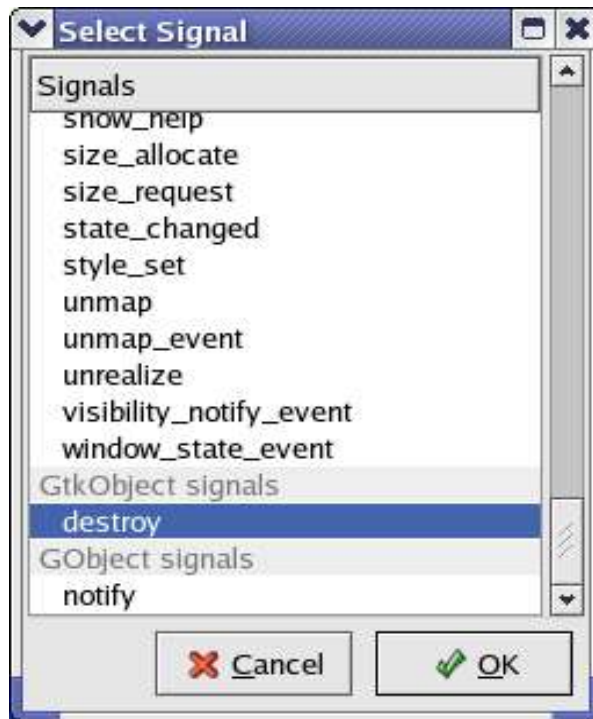 Select Signal
Signals
show_help
size_allocate
size_request
state_changed
style_set
unmap
unmap_event
unrealize
visibility_notify_event
window_state_event
GtkObject signals
destroy
GObject signals
notify
Cancel
OK